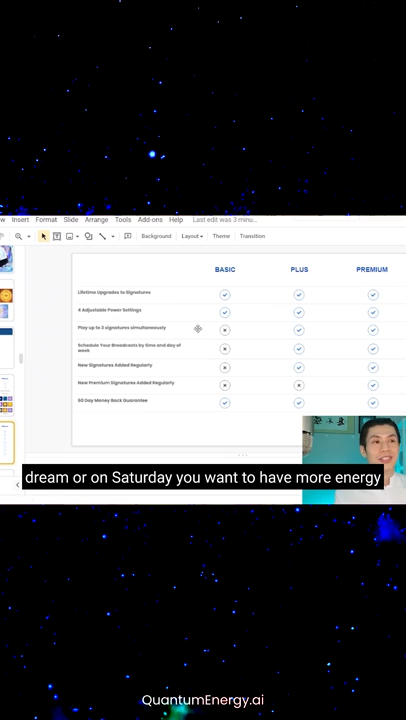 Insert Format Slide Arrange Tools Add-ons Help Last edit was 3 minu...
Background Layout Theme Transition
BASIC PLUS PREMIUM
Lifetime Upgrades to Signatures
4 Adjustable Power Settings
Play up to 3 signatures simultaneously
Schedule Your Broadcasts by time and day of
week
New Signatures Added Regularly
New Premium Signatures Added Regularly
60 Day Money Back Guarantee
dream or on Saturday you want to have more energy
QuantumEnergy.ai